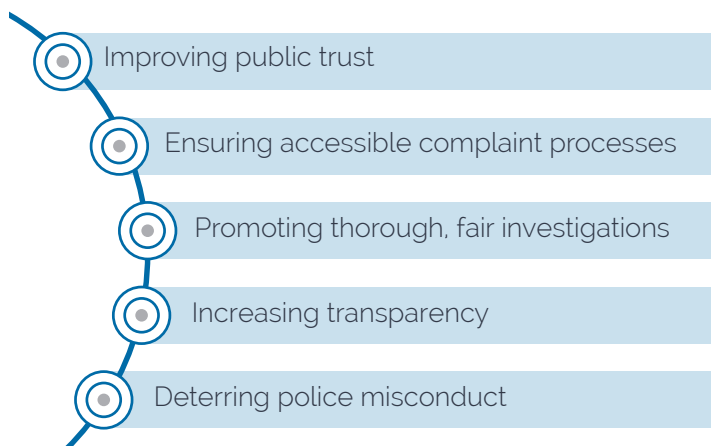 Improving public trust
Ensuring accessible complaint processes
Promoting thorough, fair investigations
Increasing transparency
Deterring police misconduct